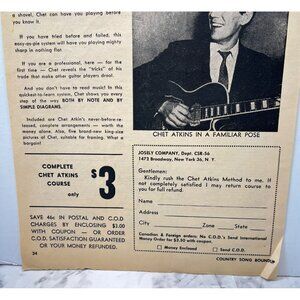 a shovel, Chet can have you playing before
you know it.
If you have tried before and failed, this
easy-as-pie system will have you playing mighty
sharp in nothing flat.
If you are a professional, here — for the
first time — Chet reveals the "tricks" of his
trade that make other guitar players drool.
And you don't have to read music! In this
quickest-to-learn system, Chet shows you every
step of the way BOTH BY NOTE AND BY
SIMPLE DIAGRAMS.
Included are Chet Atkin's never-before-re-
leased, complete arrangements — worth the
money alone. Also, five brand-new king-size
pictures of Chet, suitable for framing. What a
bargain!
COMPLETE
CHET ATKINS
COURSE
only
$3
SAVE 46c IN POSTAL AND C.O.D
CHARGES BY ENCLOSING $3.00
WITH COUPON — OR ORDER
C.O.D. SATISFACTION GUARANTEED
OR YOUR MONEY REFUNDED.
34
CHET ATKINS IN A FAMILIAR POSE
JOSELY COMPANY, Dept. CSR-56
1472 Broadway, New York 36, N. Y
Gentlemen:
Kindly rush the Chet Atkins Method to me. If
not completely satisfied I may return course
for full refund.
Name
Address
City
Zone
State
Canadian & Foreign orders: No C.O.D.'s Send International
Money Order for $3.50 with coupon.
Money Enclosed
Send C.O.D.
COUNTRY SONG ROUNDUP